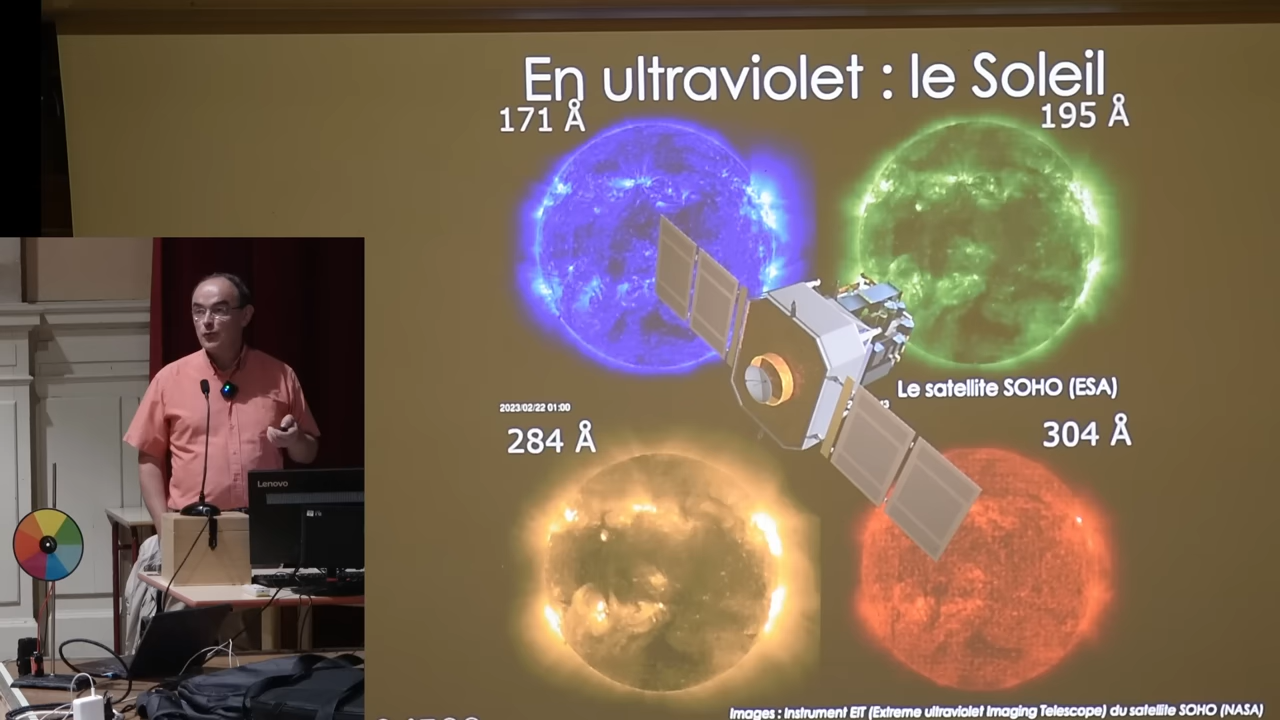 En ultraviolet : le Soleil
171 Å
195 Å
Le satellite SOHO (ESA)
2023/02/22 01:00
284 Å
304 Å
Lenovo
Images : Instrument EIT (Extreme ultraviolet Imaging Telescope) du satellite SOHO (NASA)